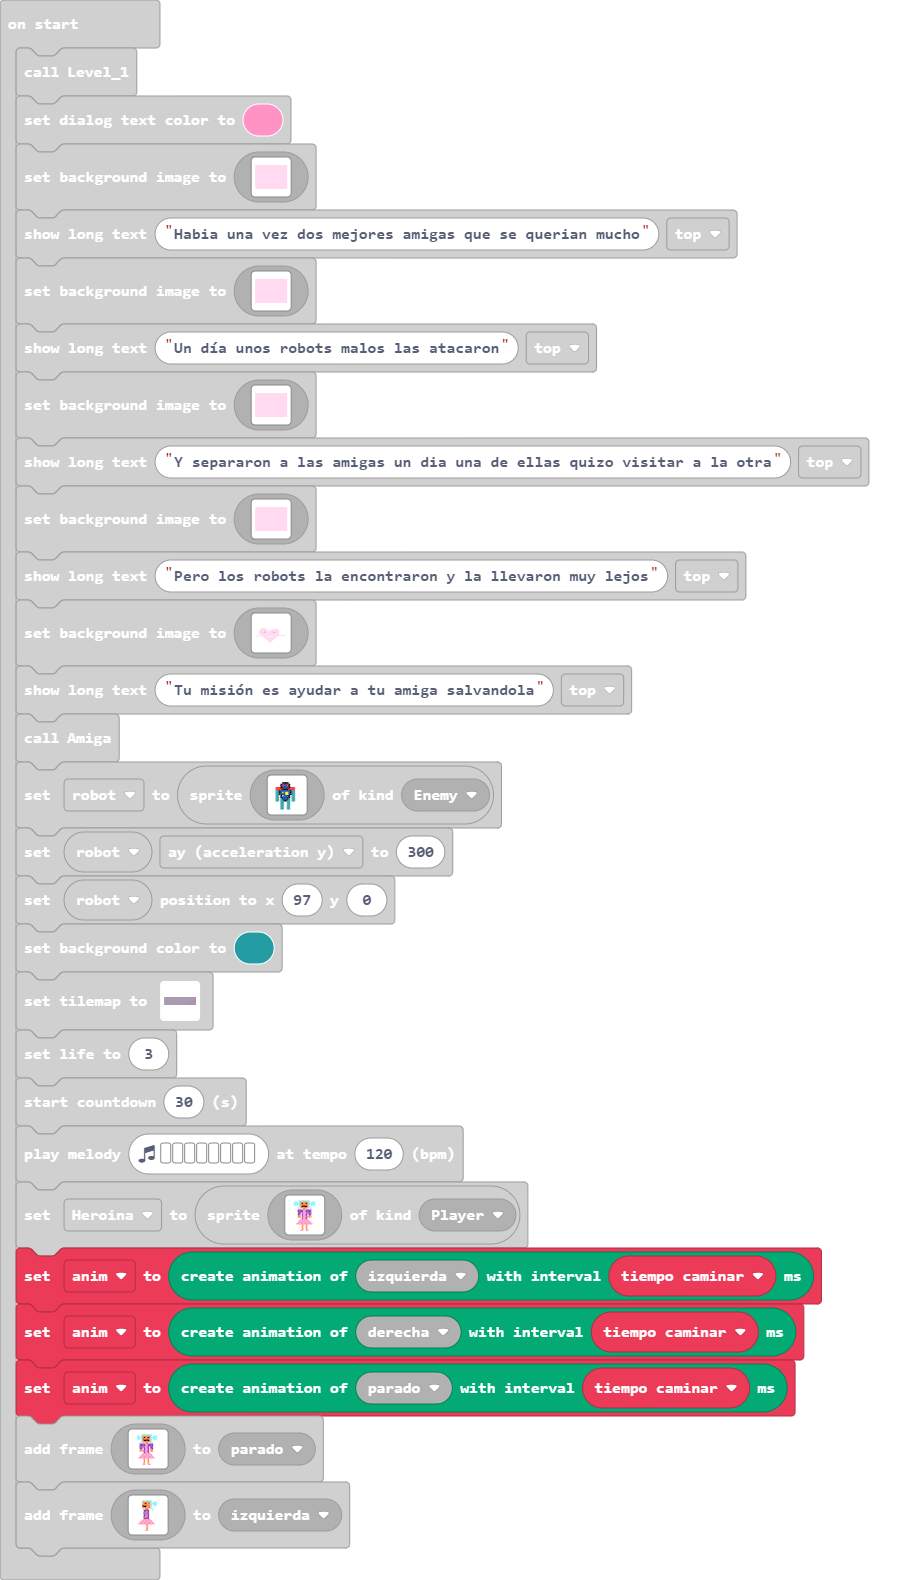 on start
call Level_1
set dialog text color to
set background image to
show long text "Habia una vez dos mejores amigas que se querian mucho" top
set background image to
show long text "Un día unos robots malos las atacaron" top
set background image to
show long text "Y separaron a las amigas un dia una de ellas quizo visitar a la otra" top
set background image to
show long text "Pero los robots la encontraron y la llevaron muy lejos" top
set background image to
show long text "Tu misión es ayudar a tu amiga salvandola" top
call Amiga
set robot to sprite of kind Enemy
set robot ay (acceleration y) to 300
set robot position to x 97 y 0
set background color to
set tilemap to
set life to 3
start countdown 30 (s)
play melody at tempo 120 (bpm)
set Heroina to sprite of kind Player
set anim to create animation of izquierda with interval tiempo caminar ms
set anim to create animation of derecha with interval tiempo caminar ms
set anim to create animation of parado with interval tiempo caminar ms
add frame to parado
add frame to izquierda